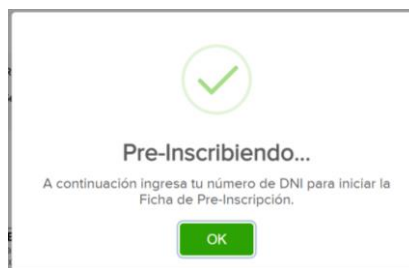 Pre-Inscribiendo...
A continuación ingresa tu número de DNI para iniciar la
Ficha de Pre-Inscripción.
OK